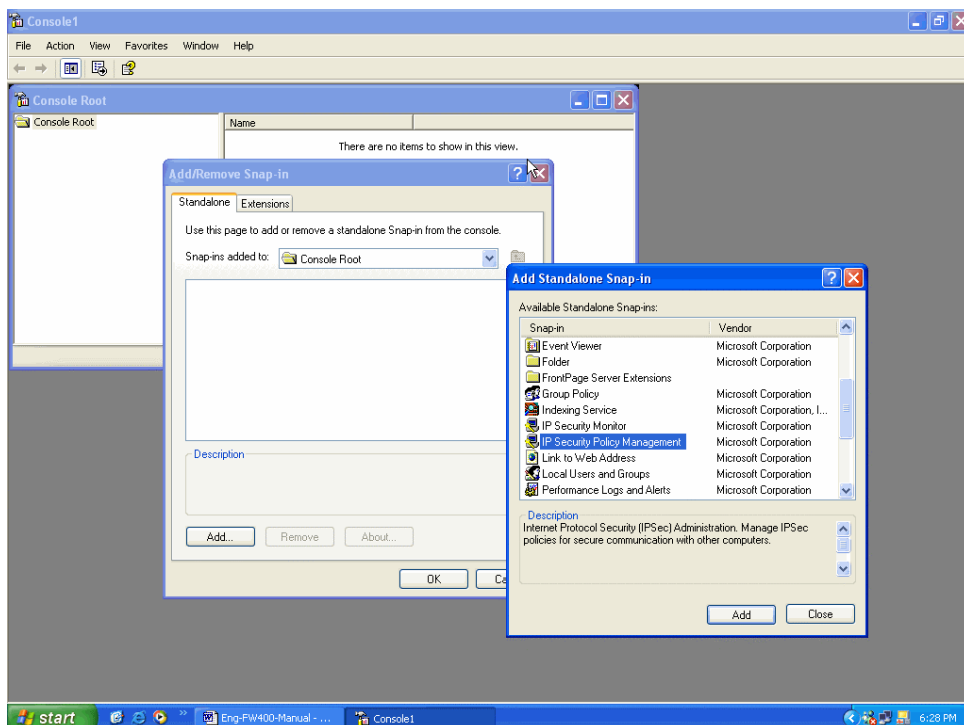 Console1
File Action View Favorites Window Help
Console Root
Console Root
Name
There are no items to show in this view.
Add/Remove Snap-in
Standalone Extensions
Use this page to add or remove a standalone Snap-in from the console.
Snap-ins added to: Console Root
Description
Add... Remove About...
OK
Add Standalone Snap-in
Available Standalone Snap-ins:
Snap-in Vendor
Event Viewer Microsoft Corporation
Folder Microsoft Corporation
FrontPage Server Extensions
Group Policy Microsoft Corporation
Indexing Service Microsoft Corporation, I...
IP Security Monitor Microsoft Corporation
IP Security Policy Management Microsoft Corporation
Link to Web Address Microsoft Corporation
Local Users and Groups Microsoft Corporation
Performance Logs and Alerts Microsoft Corporation
Description
Internet Protocol Security (IPSec) Administration. Manage IPSec
policies for secure communication with other computers.
Add Close
start Eng-FW400-Manual - ... Console1 6:28 PM